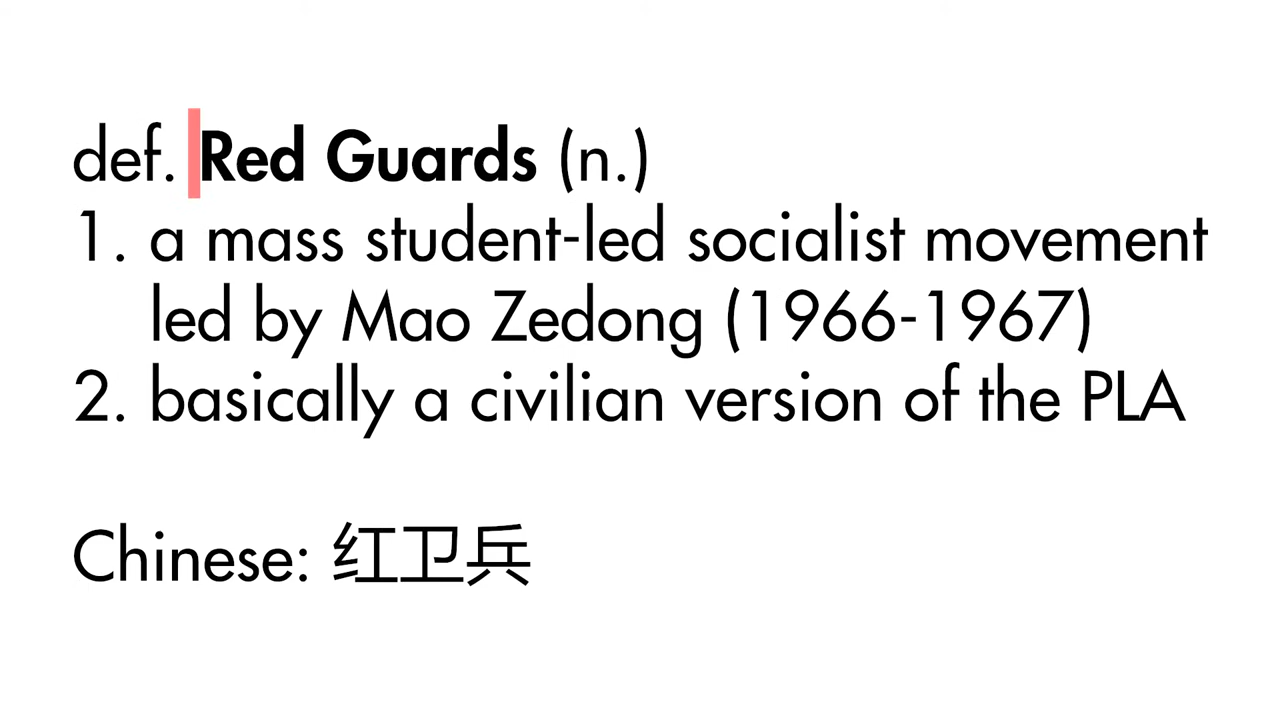 def. Red Guards (n.)
1. a mass student-led socialist movement
led by Mao Zedong (1966-1967)
2. basically a civilian version of the PLA
Chinese: 红卫兵